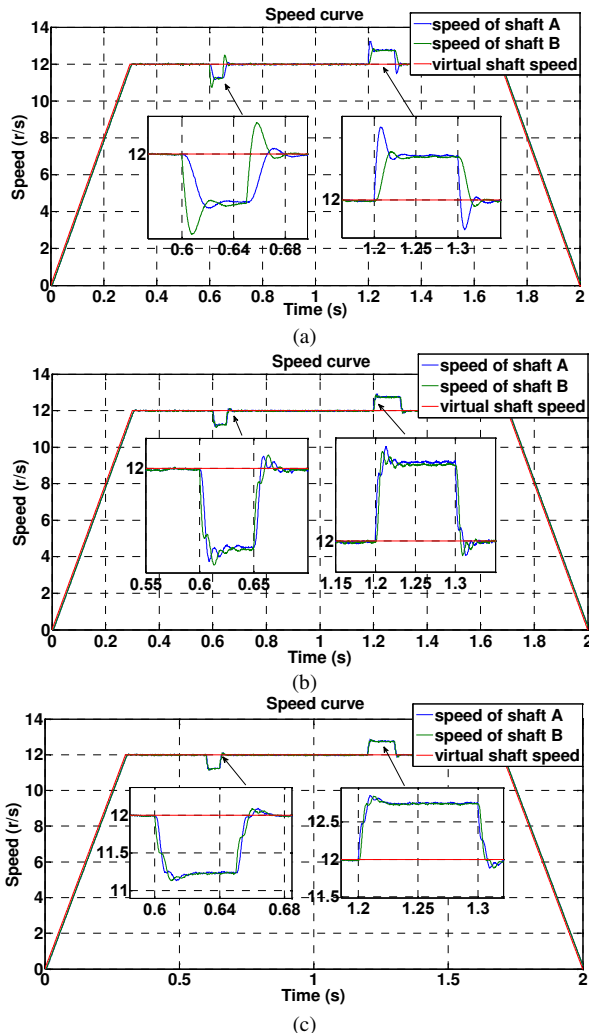 Speed curve
14
12
10
8
6
4
2
0
Speed (r/s)
speed of shaft A
speed of shaft B
virtual shaft speed
12
0.6 0.64 0.68
12
1.2 1.25 1.3
0 0.2 0.4 0.6 0.8 1 1.2 1.4 1.6 1.8 2
Time (s)
(a)
Speed curve
14
12
10
8
6
4
2
0
Speed (r/s)
speed of shaft A
speed of shaft B
virtual shaft speed
12
0.55 0.6 0.65
12
1.15 1.2 1.25 1.3
0 0.2 0.4 0.6 0.8 1 1.2 1.4 1.6 1.8 2
Time (s)
(b)
Speed curve
14
12
10
8
6
4
2
0
Speed (r/s)
speed of shaft A
speed of shaft B
virtual shaft speed
12
11.5
11
0.6 0.64 0.68
12.5
12
11.5
1.2 1.25 1.3
0 0.5 1 1.5 2
Time (s)
(c)